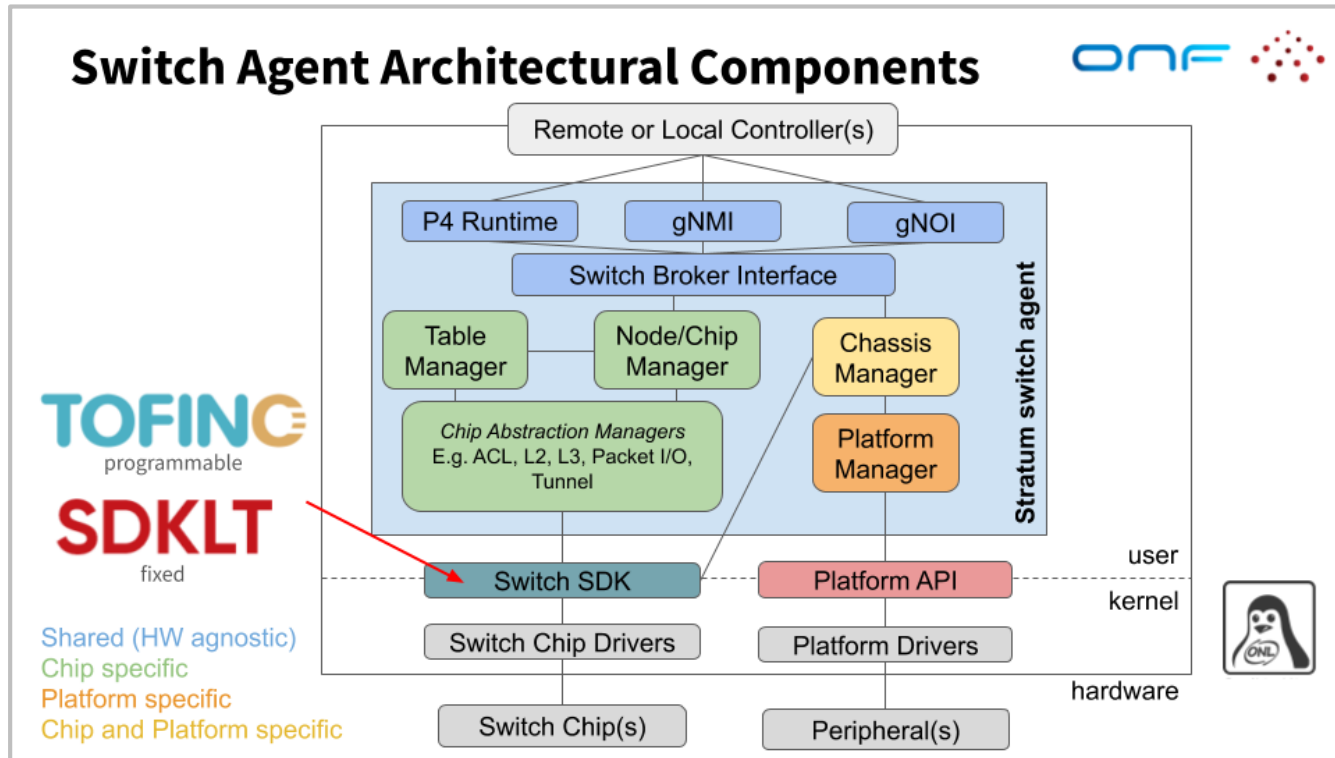 Switch Agent Architectural Components
ONF
Remote or Local Controller(s)
P4 Runtime
gNMI
gNOI
Switch Broker Interface
Table
Manager
Node/Chip
Manager
Chassis
Manager
Chip Abstraction Managers
E.g. ACL, L2, L3, Packet I/O,
Tunnel
Platform
Manager
Stratum switch agent
TOFINO
programmable
SDKLT
fixed
Switch SDK
Platform API
user
kernel
Switch Chip Drivers
Platform Drivers
ONL
hardware
Switch Chip(s)
Peripheral(s)
Shared (HW agnostic)
Chip specific
Platform specific
Chip and Platform specific